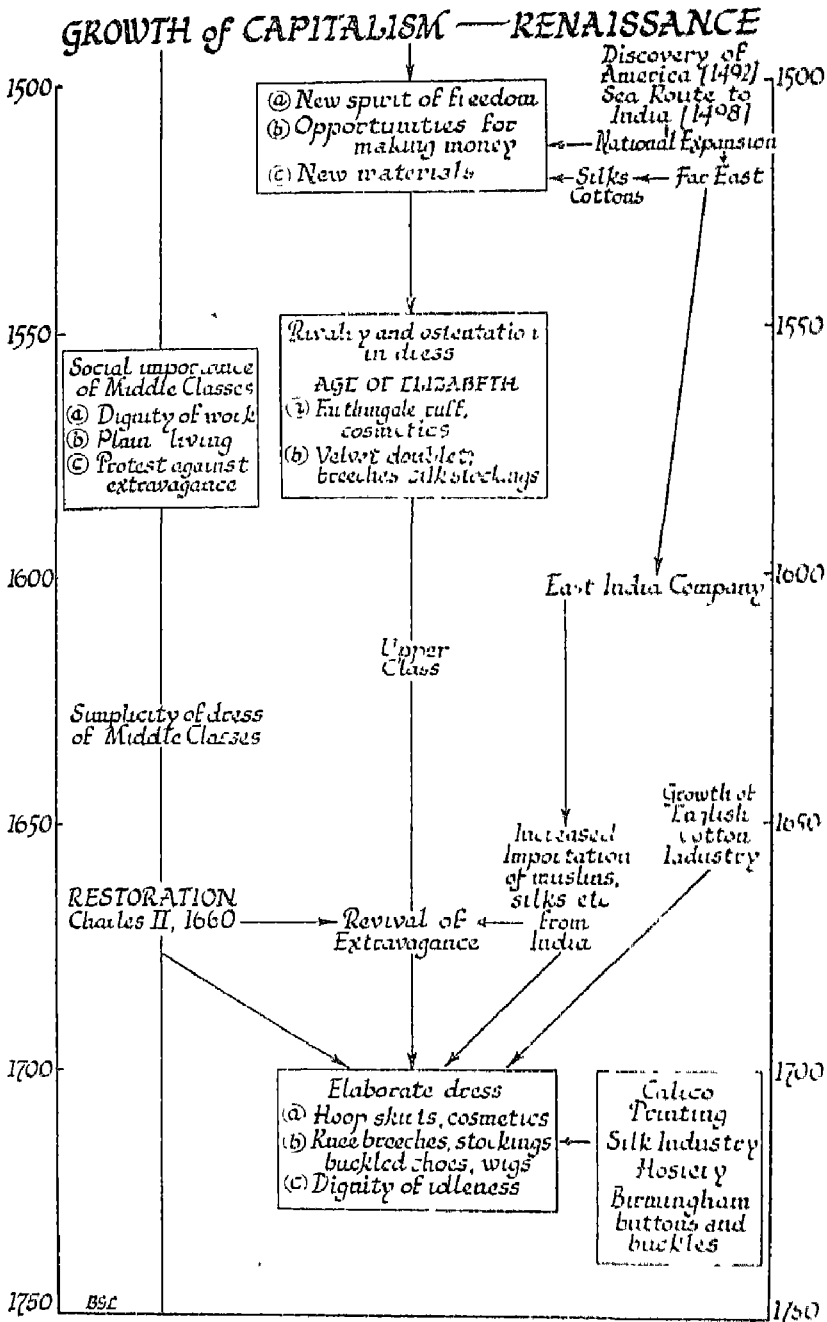 GROWTH of CAPITALISM — RENAISSANCE
1500
1500
Discovery of
America [1492]
Sea Route to
India [1498]
National Expansion
Far East
Silks
Cottons
(a) New spirit of freedom
(b) Opportunities for
making money
(c) New materials
1550
1550
Social importance
of Middle Classes
(a) Dignity of work
(b) Plain living
(c) Protest against
extravagance
Rivalry and ostentation
in dress
AGE OF ELIZABETH
(a) Farthingale ruff,
cosmetics
(b) Velvet doublet,
breeches silk stockings
1600
1600
East India Company
Upper
Class
Simplicity of dress
of Middle Classes
1650
1650
Growth of
English
Cotton
Industry
Increased
Importation
of muslins,
silks etc
from
India
RESTORATION
Charles II, 1660
Revival of
Extravagance
1700
1700
Elaborate dress
(a) Hoop skirts, cosmetics
(b) Knee breeches, stockings
buckled shoes, wigs
(c) Dignity of idleness
Calico
Printing
Silk Industry
Hosiery
Birmingham
buttons and
buckles
1750
BSL
1750